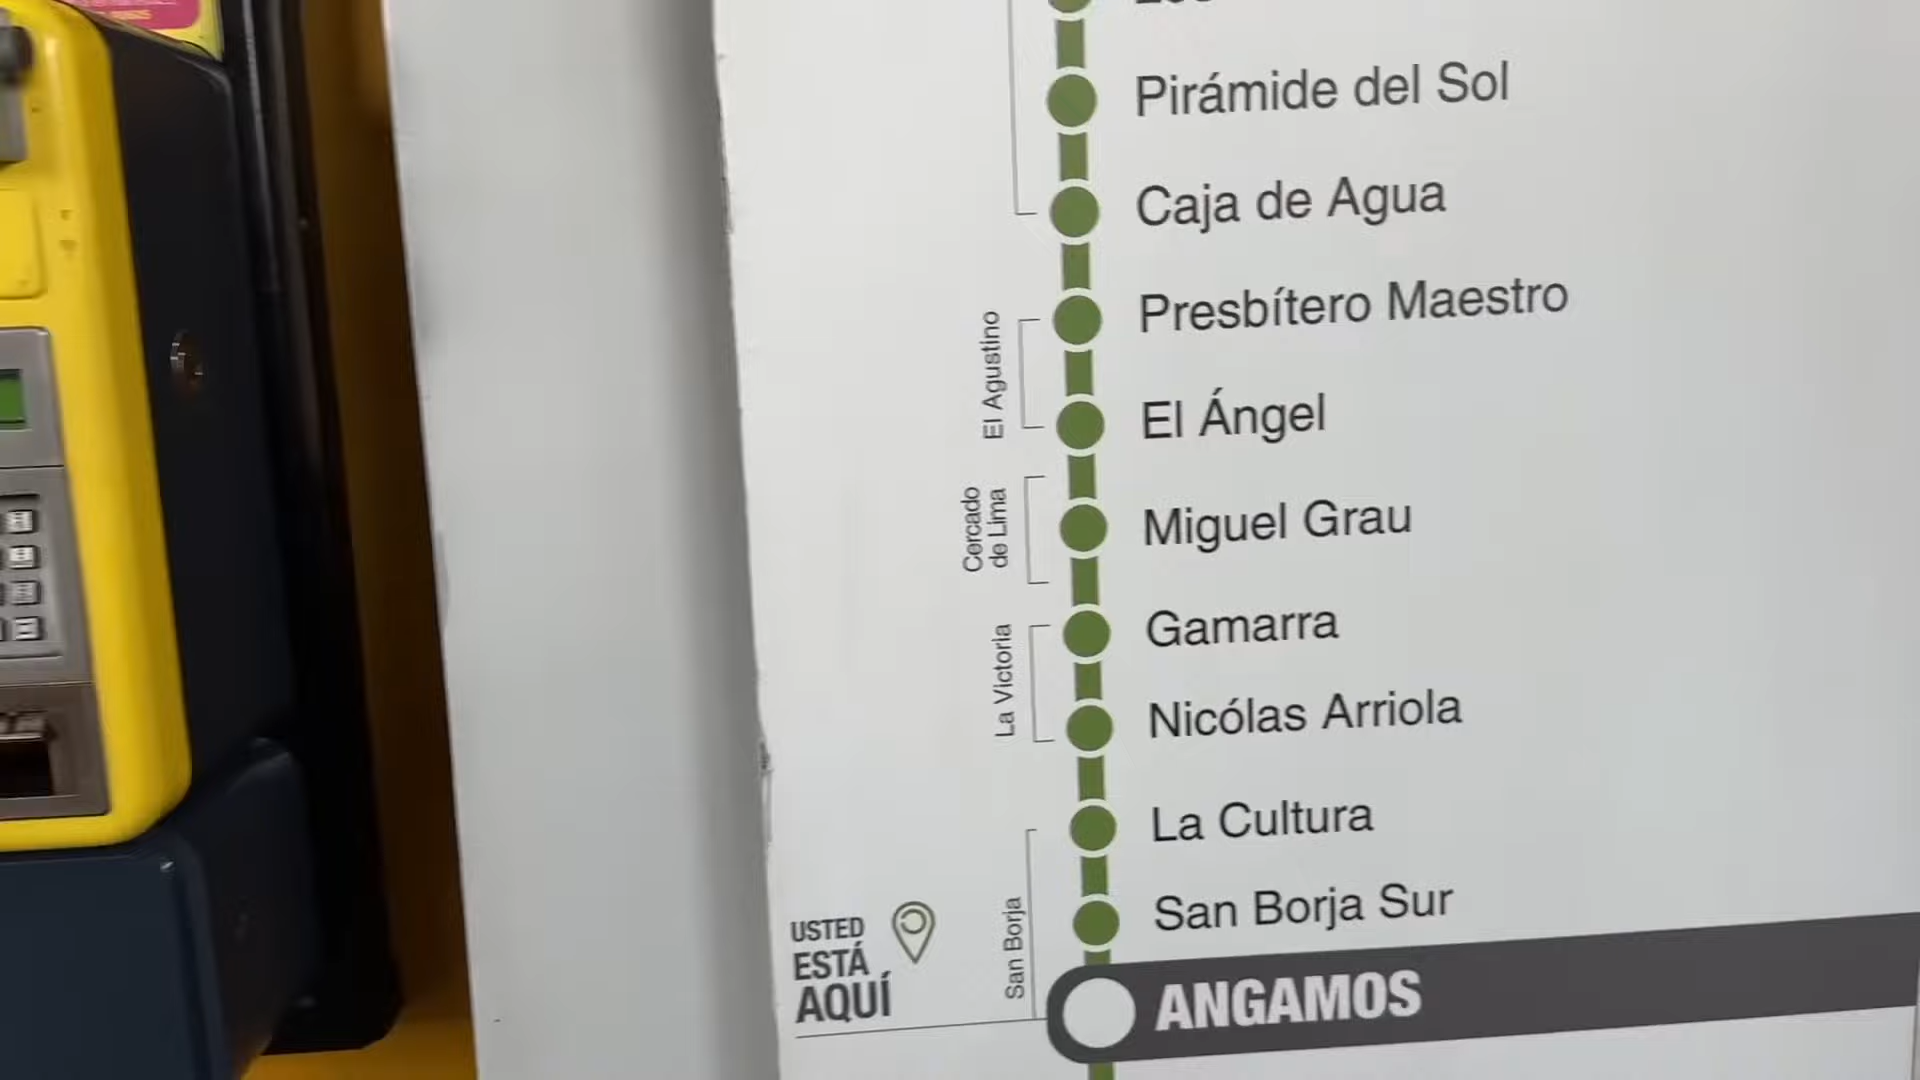 Pirámide del Sol
Caja de Agua
El Agustino
Presbítero Maestro
El Ángel
Cercado
de Lima
Miguel Grau
La Victoria
Gamarra
Nicólas Arriola
San Borja
La Cultura
San Borja Sur
USTED
ESTÁ
AQUÍ
ANGAMOS